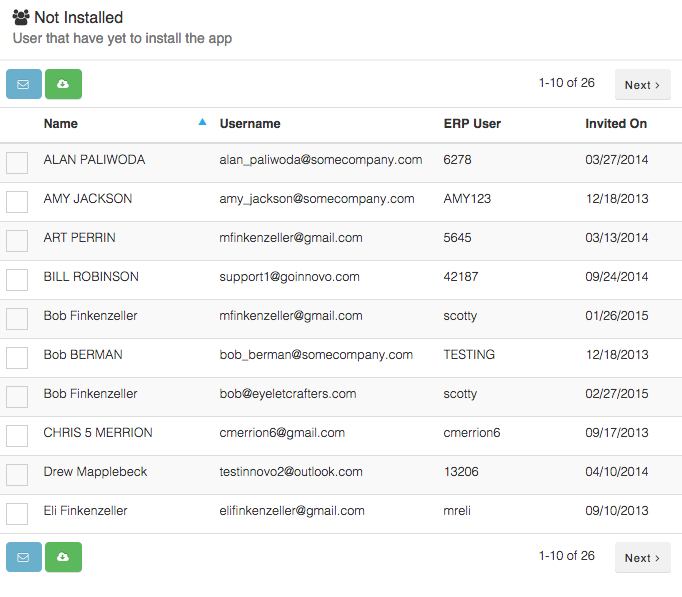 Not Installed
User that have yet to install the app
1-10 of 26 Next ›
Name Username ERP User Invited On
ALAN PALIWODA alan_paliwoda@somecompany.com 6278 03/27/2014
AMY JACKSON amy_jackson@somecompany.com AMY123 12/18/2013
ART PERRIN mfinkenzeller@gmail.com 5645 03/13/2014
BILL ROBINSON support1@goinnovo.com 42187 09/24/2014
Bob Finkenzeller mfinkenzeller@gmail.com scotty 01/26/2015
Bob BERMAN bob_berman@somecompany.com TESTING 12/18/2013
Bob Finkenzeller bob@eyeletcrafters.com scotty 02/27/2015
CHRIS 5 MERRION cmerrion6@gmail.com cmerrion6 09/17/2013
Drew Mapplebeck testinnovo2@outlook.com 13206 04/10/2014
Eli Finkenzeller elifinkenzeller@gmail.com mreli 09/10/2013
1-10 of 26 Next ›